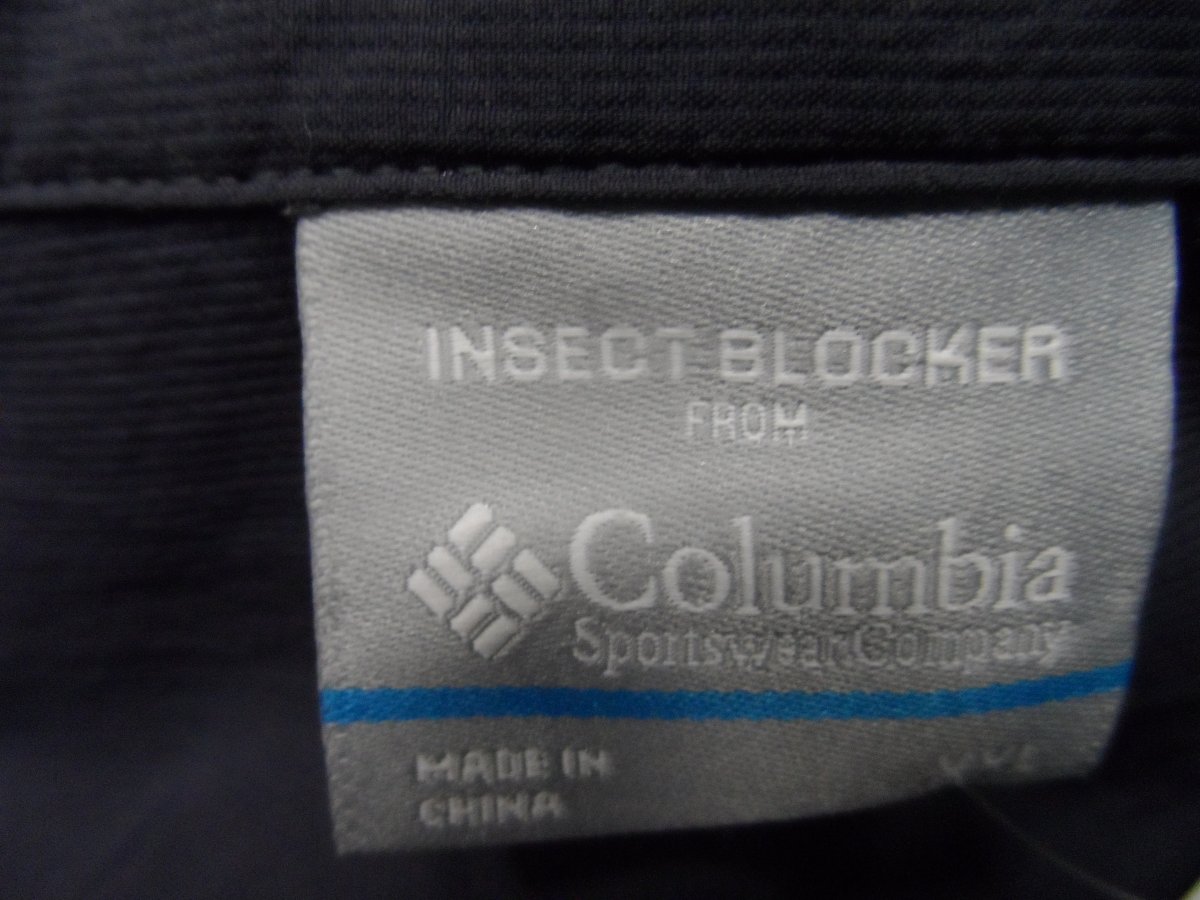 INSECT BLOCKER
FROM
Columbia
Sportswear Company
MADE IN
CHINA